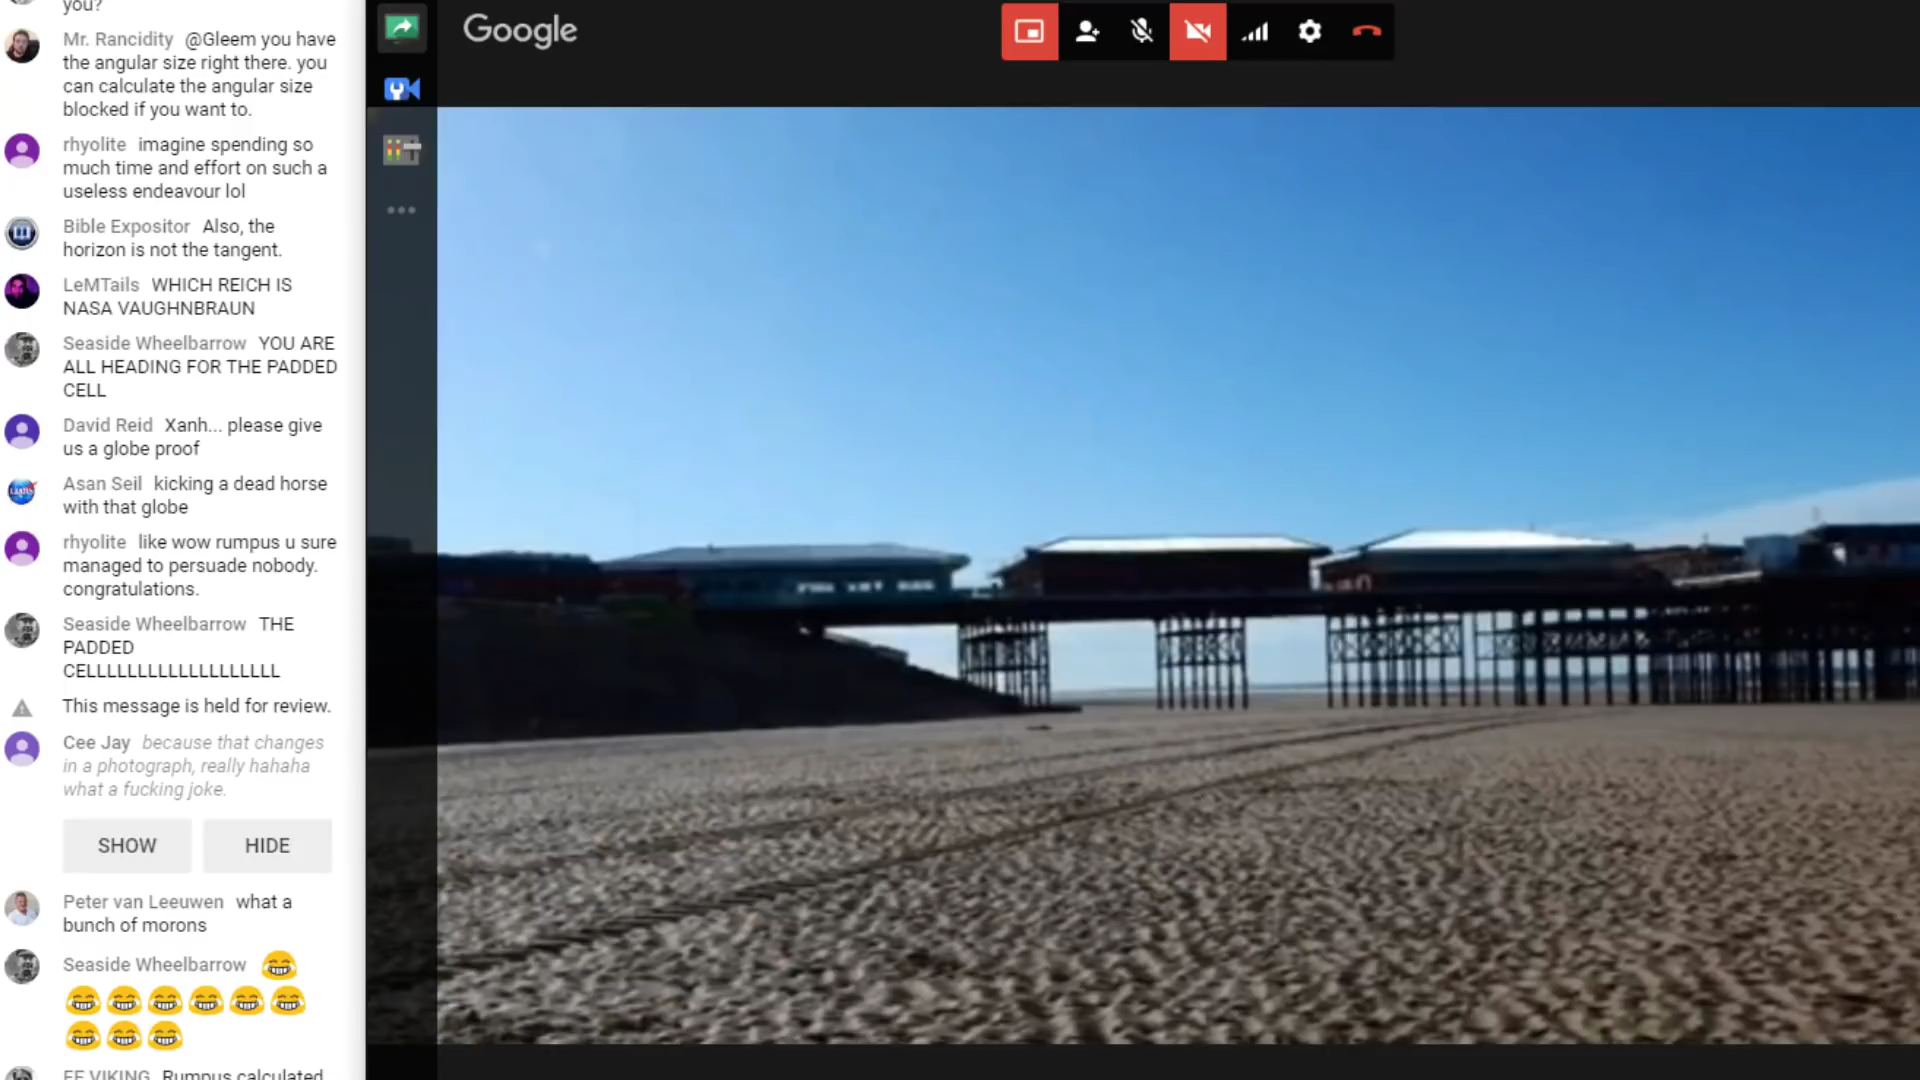 you?
Mr. Rancidity @Gleem you have
the angular size right there. you
can calculate the angular size
blocked if you want to.
rhyolite imagine spending so
much time and effort on such a
useless endeavour lol
Bible Expositor Also, the
horizon is not the tangent.
LeMTails WHICH REICH IS
NASA VAUGHNBRAUN
Seaside Wheelbarrow YOU ARE
ALL HEADING FOR THE PADDED
CELL
David Reid Xanh... please give
us a globe proof
Asan Seil kicking a dead horse
with that globe
rhyolite like wow rumpus u sure
managed to persuade nobody.
congratulations.
Seaside Wheelbarrow THE
PADDED
CELLLLLLLLLLLLLLLLLLL
This message is held for review.
Cee Jay because that changes
in a photograph, really hahaha
what a fucking joke.
SHOW HIDE
Peter van Leeuwen what a
bunch of morons
Seaside Wheelbarrow 😂
😂😂😂😂😂😂
😂😂😂
VIKING Rumpus calculated
Google